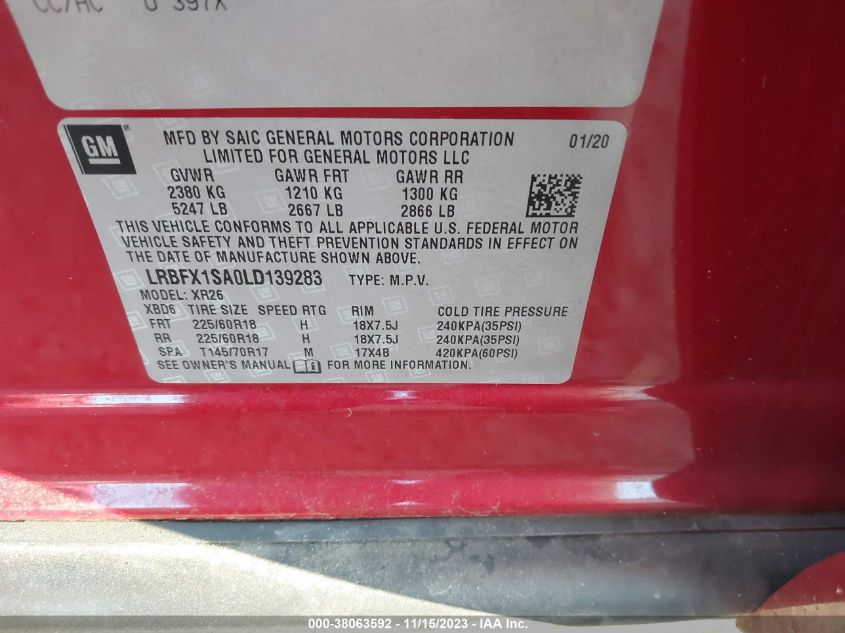 CC/AC U 397X
GM
MFD BY SAIC GENERAL MOTORS CORPORATION 01/20
LIMITED FOR GENERAL MOTORS LLC
GVWR GAWR FRT GAWR RR
2380 KG 1210 KG 1300 KG
5247 LB 2667 LB 2866 LB
THIS VEHICLE CONFORMS TO ALL APPLICABLE U.S. FEDERAL MOTOR
VEHICLE SAFETY AND THEFT PREVENTION STANDARDS IN EFFECT ON
THE DATE OF MANUFACTURE SHOWN ABOVE.
LRBFX1SA0LD139283 TYPE: M.P.V.
MODEL: XR26
XBD6 TIRE SIZE SPEED RTG RIM COLD TIRE PRESSURE
FRT 225/60R18 H 18X7.5J 240KPA(35PSI)
RR 225/60R18 H 18X7.5J 240KPA(35PSI)
SPA T145/70R17 M 17X4B 420KPA(60PSI)
SEE OWNER'S MANUAL FOR MORE INFORMATION.
000-38063592 - 11/15/2023 - IAAI.com